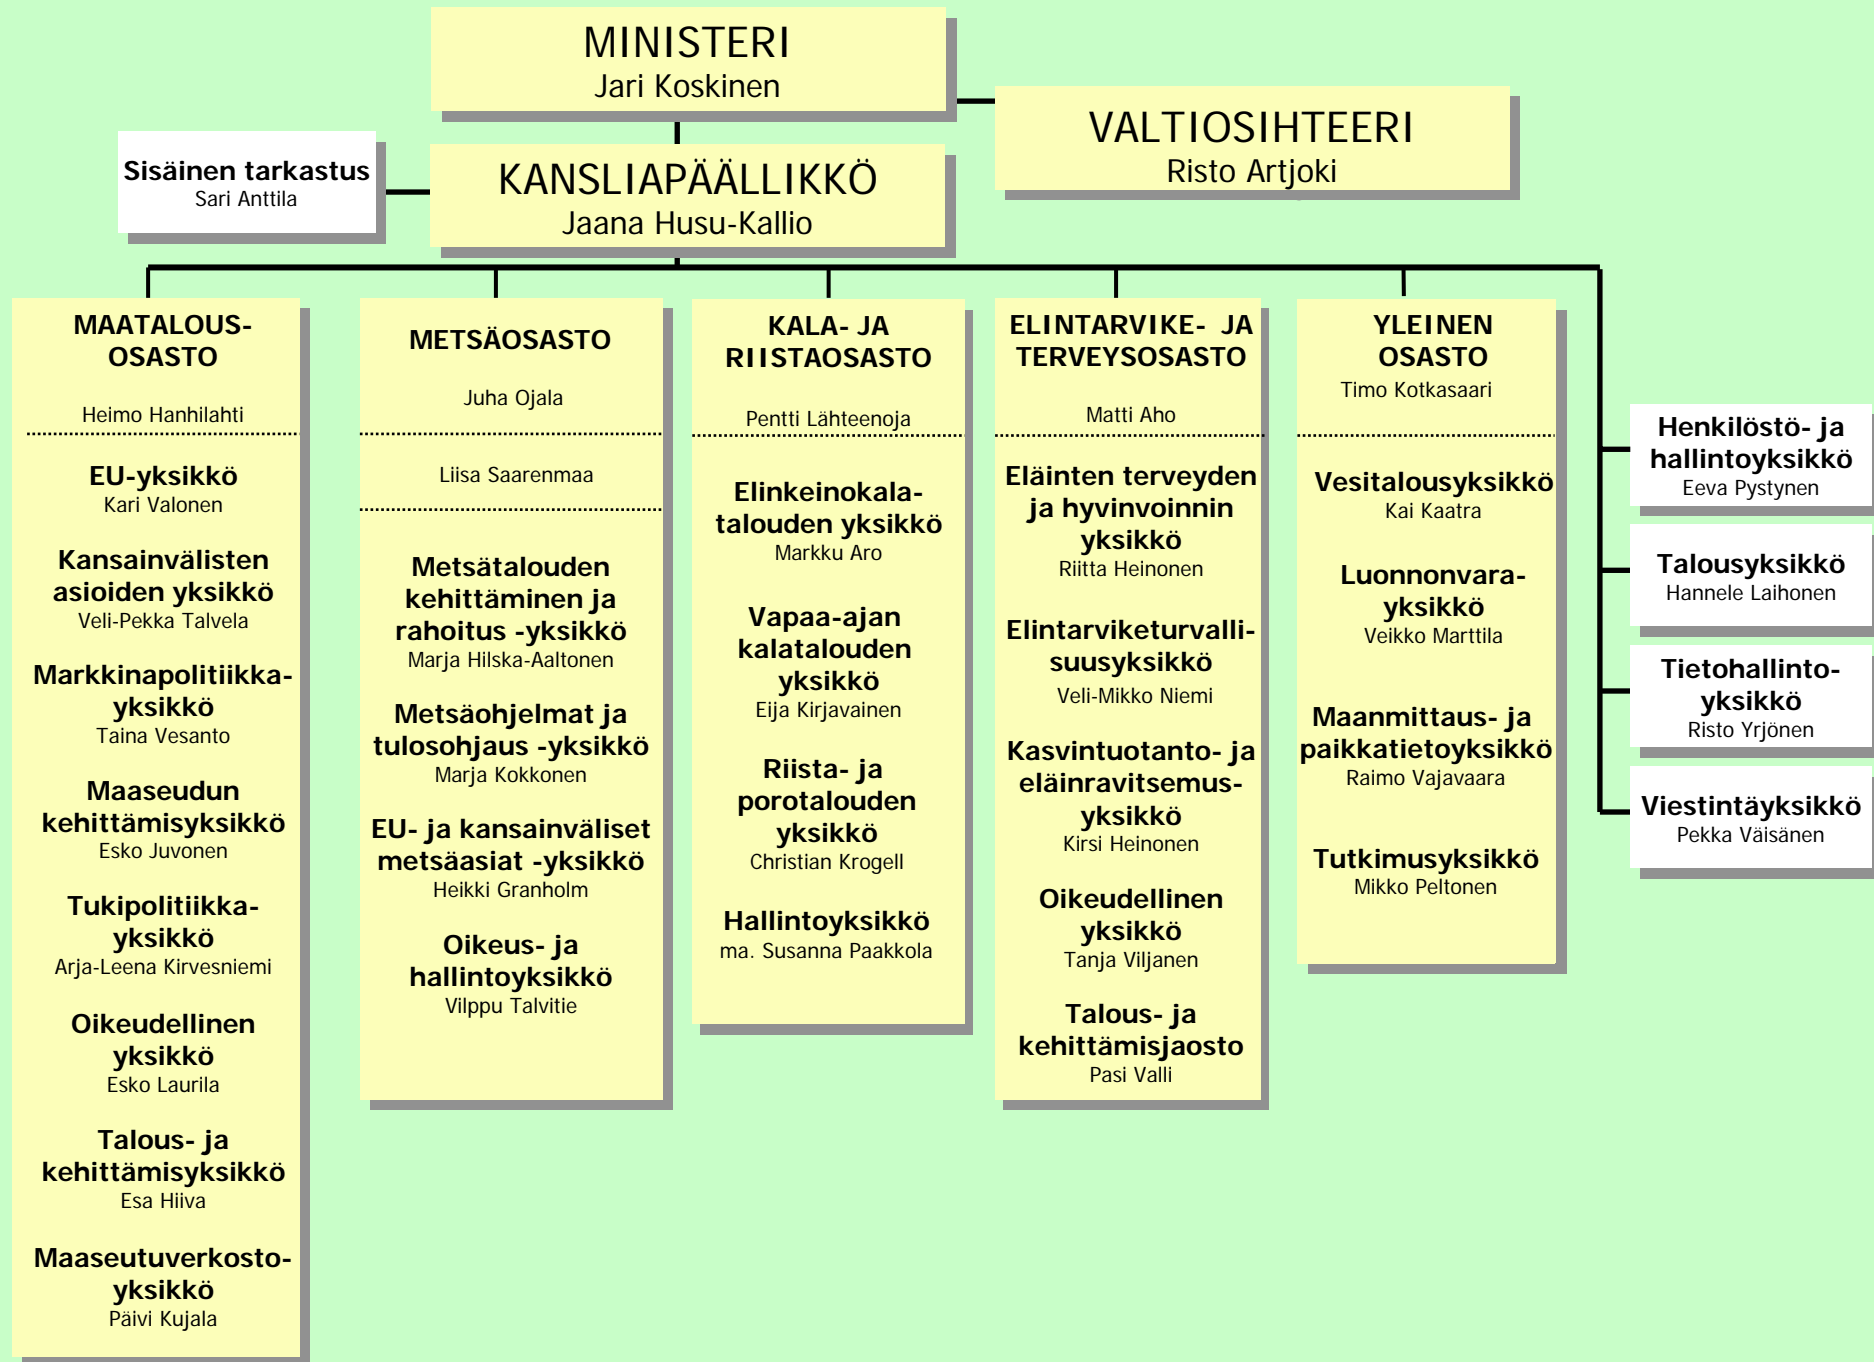 MINISTERI
Jari Koskinen
VALTIOSIHTEERI
Risto Artjoki
Sisäinen tarkastus
Sari Anttila
KANSLIAPÄÄLLIKKÖ
Jaana Husu-Kallio
MAATALOUS-
OSASTO
Heimo Hanhilahti
EU-yksikkö
Kari Valonen
Kansainvälisten
asioiden yksikkö
Veli-Pekka Talvela
Markkinapolitiikka-
yksikkö
Taina Vesanto
Maaseudun
kehittämisyksikkö
Esko Juvonen
Tukipolitiikka-
yksikkö
Arja-Leena Kirvesniemi
Oikeudellinen
yksikkö
Esko Laurila
Talous- ja
kehittämisyksikkö
Esa Hiiva
Maaseutuverkosto-
yksikkö
Päivi Kujala
METSÄOSASTO
Juha Ojala
Liisa Saarenmaa
Metsätalouden
kehittäminen ja
rahoitus -yksikkö
Marja Hilska-Aaltonen
Metsäohjelmat ja
tulosohjaus -yksikkö
Marja Kokkonen
EU- ja kansainväliset
metsäasiat -yksikkö
Heikki Granholm
Oikeus- ja
hallintoyksikkö
Vilppu Talvitie
KALA- JA
RIISTAOSASTO
Pentti Lähteenoja
Elinkeinokala-
talouden yksikkö
Markku Aro
Vapaa-ajan
kalatalouden
yksikkö
Eija Kirjavainen
Riista- ja
porotalouden
yksikkö
Christian Krogell
Hallintoyksikkö
ma. Susanna Paakkola
ELINTARVIKE- JA
TERVEYSOSASTO
Matti Aho
Eläinten terveyden
ja hyvinvoinnin
yksikkö
Riitta Heinonen
Elintarviketurvalli-
suusyksikkö
Veli-Mikko Niemi
Kasvintuotanto- ja
eläinravitsemus-
yksikkö
Kirsi Heinonen
Oikeudellinen
yksikkö
Tanja Viljanen
Talous- ja
kehittämisjaosto
Pasi Valli
YLEINEN
OSASTO
Timo Kotkasaari
Vesitalousyksikkö
Kai Kaatra
Luonnonvara-
yksikkö
Veikko Marttila
Maanmittaus- ja
paikkatietoyksikkö
Raimo Vajavaara
Tutkimusyksikkö
Mikko Peltonen
Henkilöstö- ja
hallintoyksikkö
Eeva Pystynen
Talousyksikkö
Hannele Laihonen
Tietohallinto-
yksikkö
Risto Yrjönen
Viestintäyksikkö
Pekka Väisänen